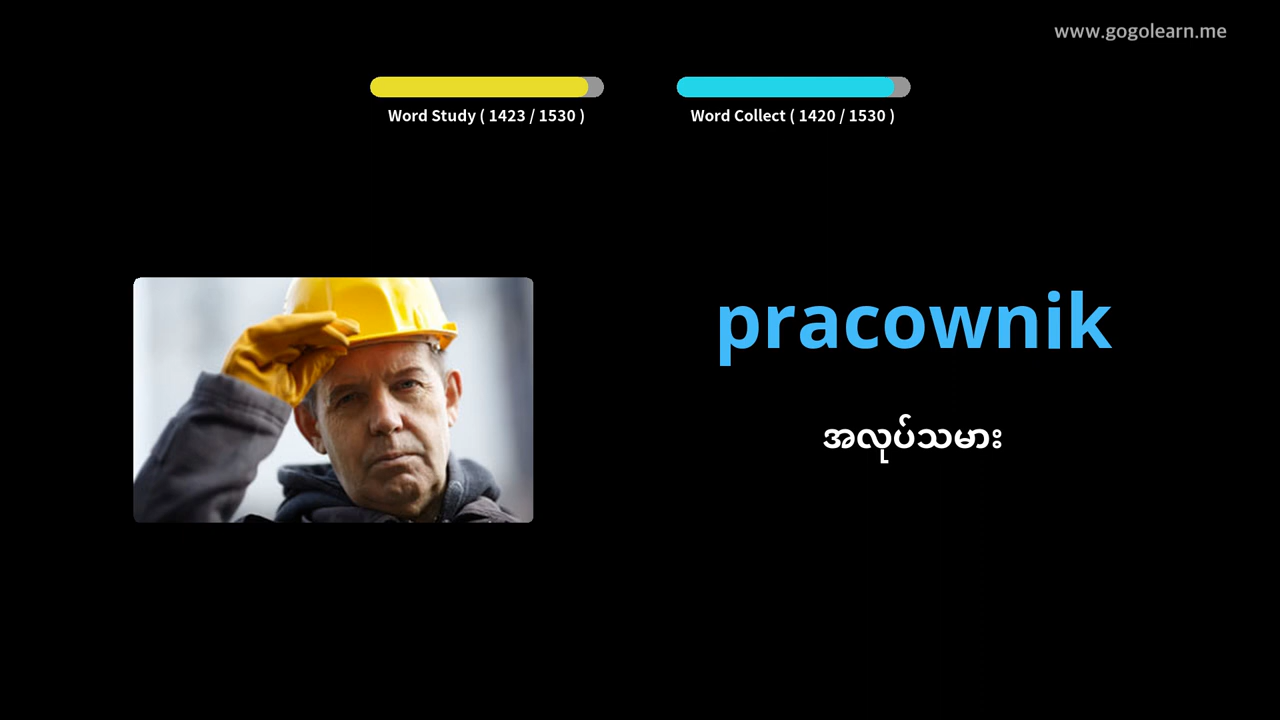 www.gogolearn.me
Word Study ( 1423 / 1530 )
Word Collect ( 1420 / 1530 )
pracownik
အလုပ်သမား